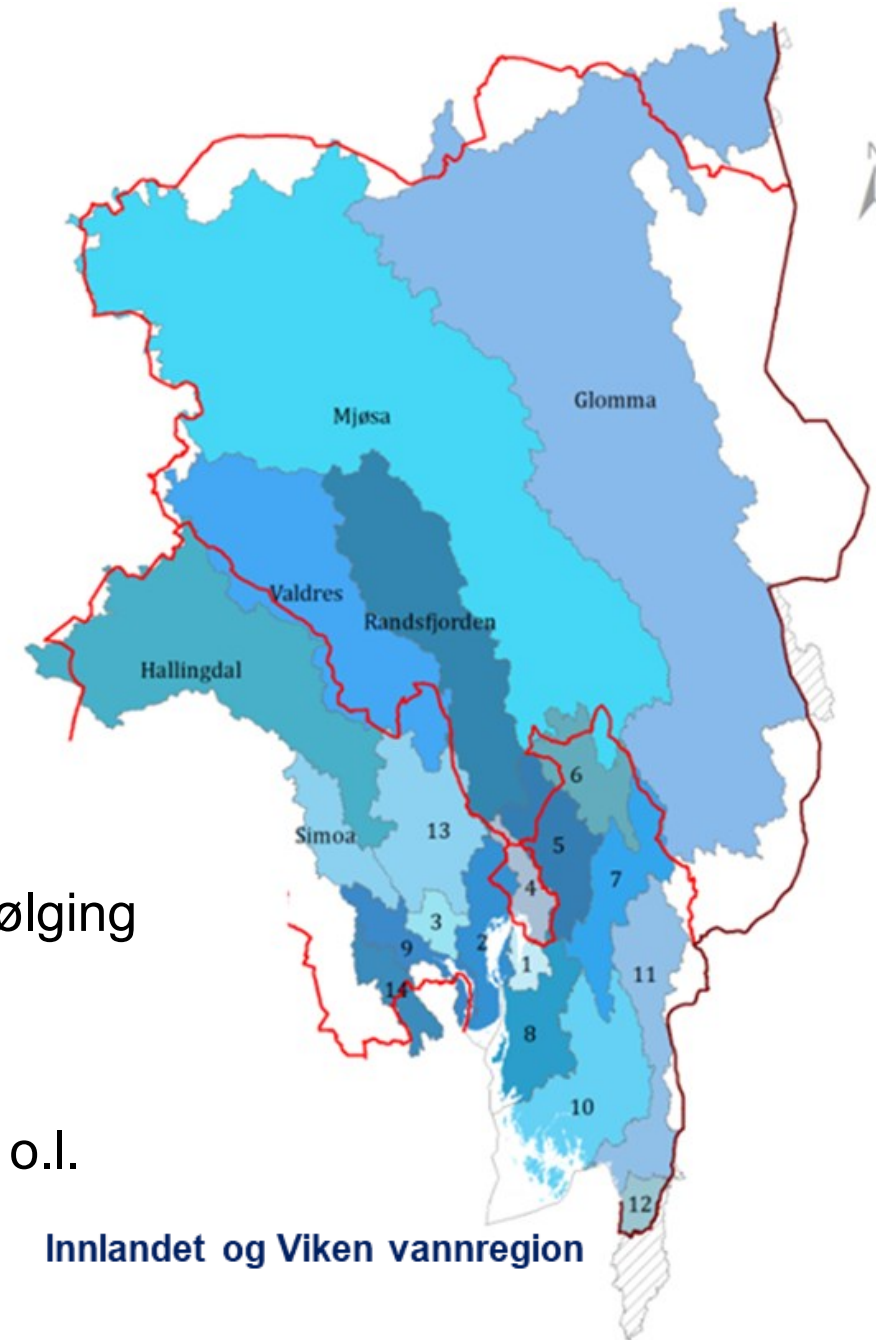 N
Mjøsa
Glomma
Valdres
Randsfjorden
Hallingdal
6
Simoa
13
5
7
4
ølging
3
9
2
1
11
14
8
o.l.
10
12
Innlandet og Viken vannregion